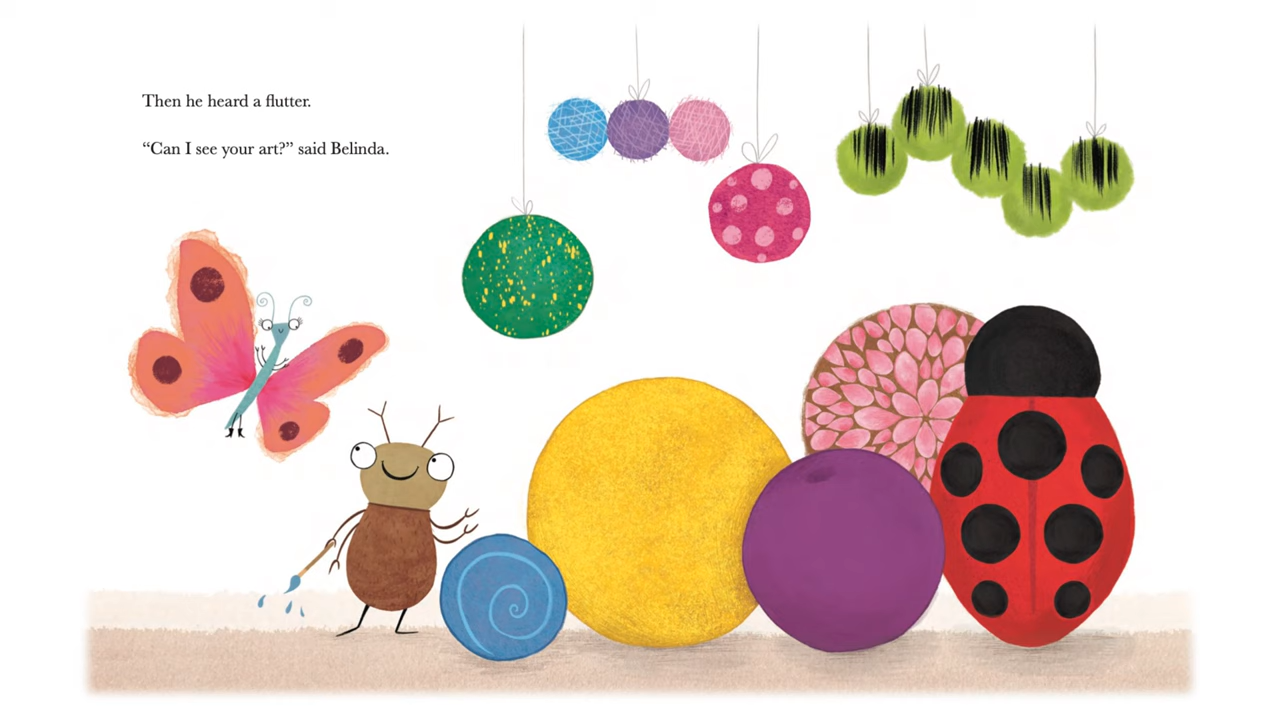 Then he heard a flutter.
“Can I see your art?” said Belinda.